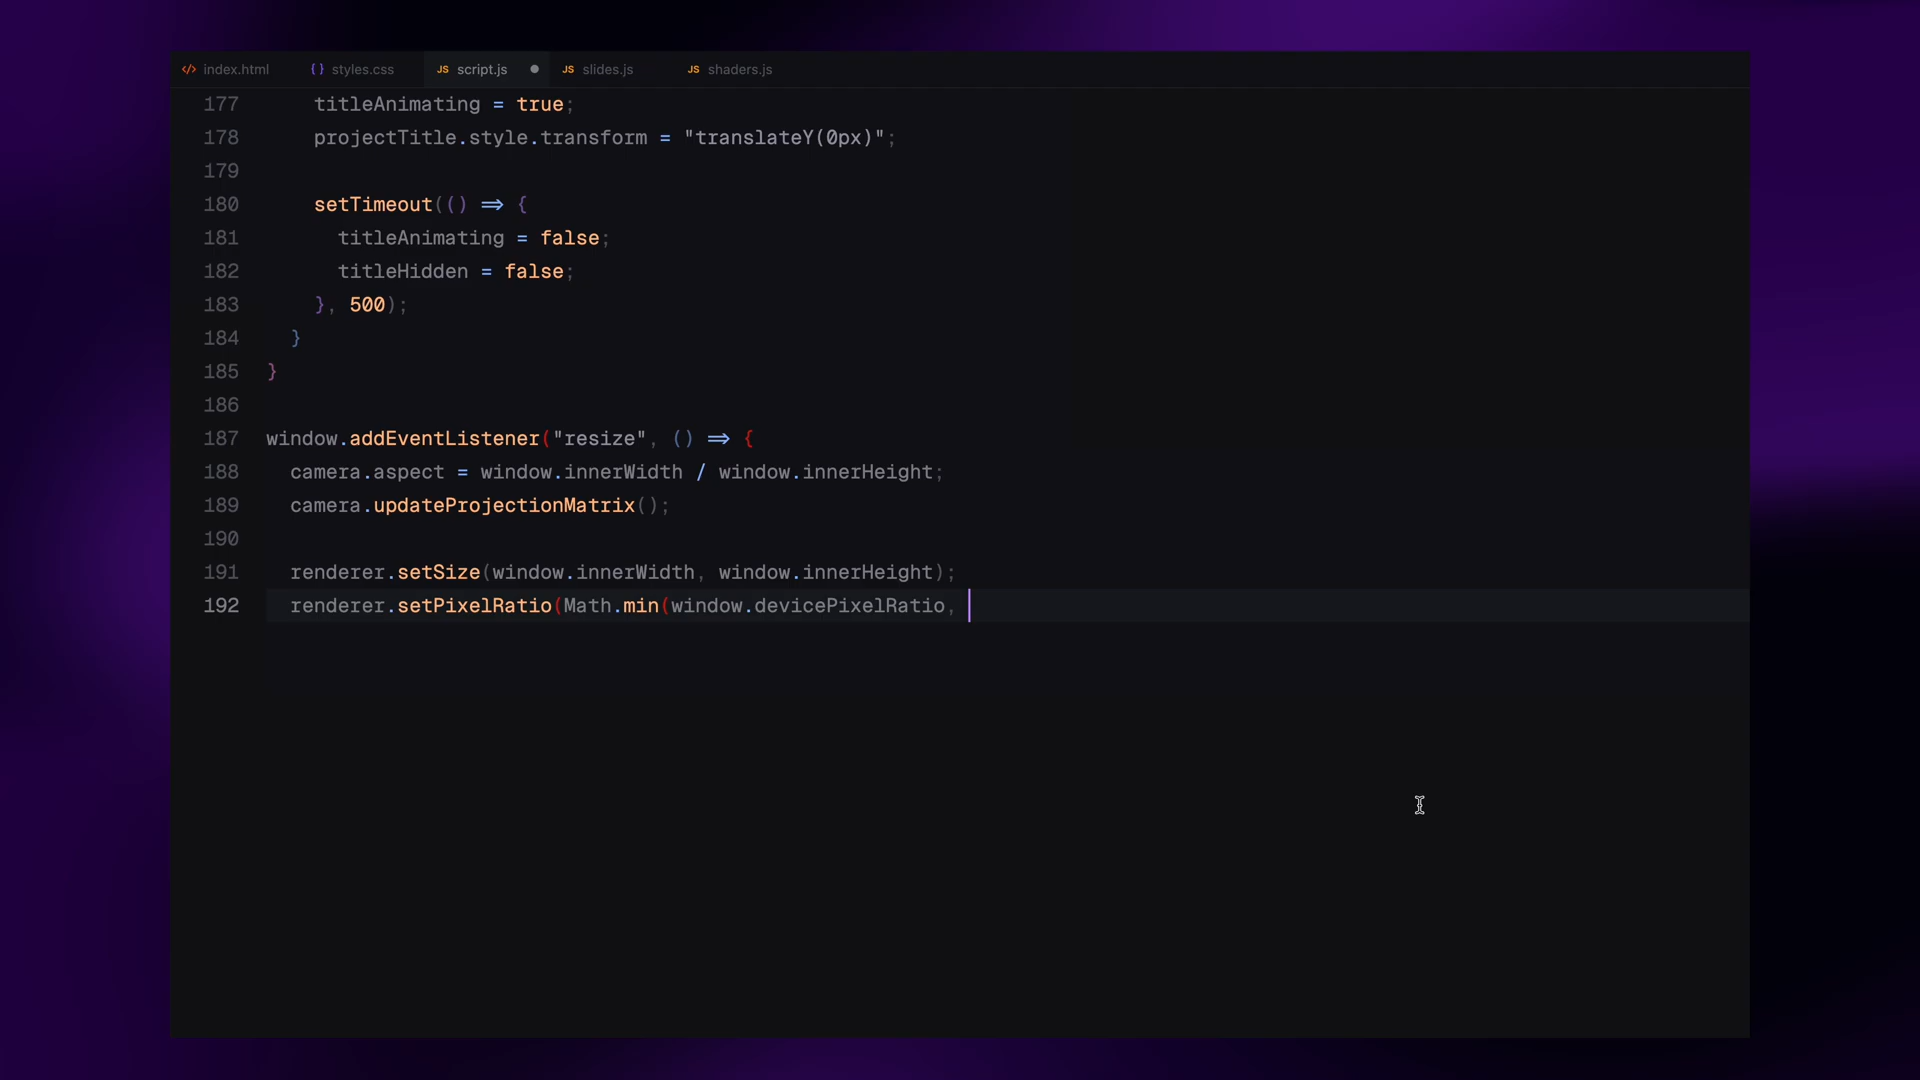 </> index.html { } styles.css JS script.js JS slides.js JS shaders.js
177 titleAnimating = true;
178 projectTitle.style.transform = "translateY(0px)";
179
180 setTimeout(() => {
181 titleAnimating = false;
182 titleHidden = false;
183 }, 500);
184 }
185 }
186
187 window.addEventListener("resize", () => {
188 camera.aspect = window.innerWidth / window.innerHeight;
189 camera.updateProjectionMatrix();
190
191 renderer.setSize(window.innerWidth, window.innerHeight);
192 renderer.setPixelRatio(Math.min(window.devicePixelRatio,